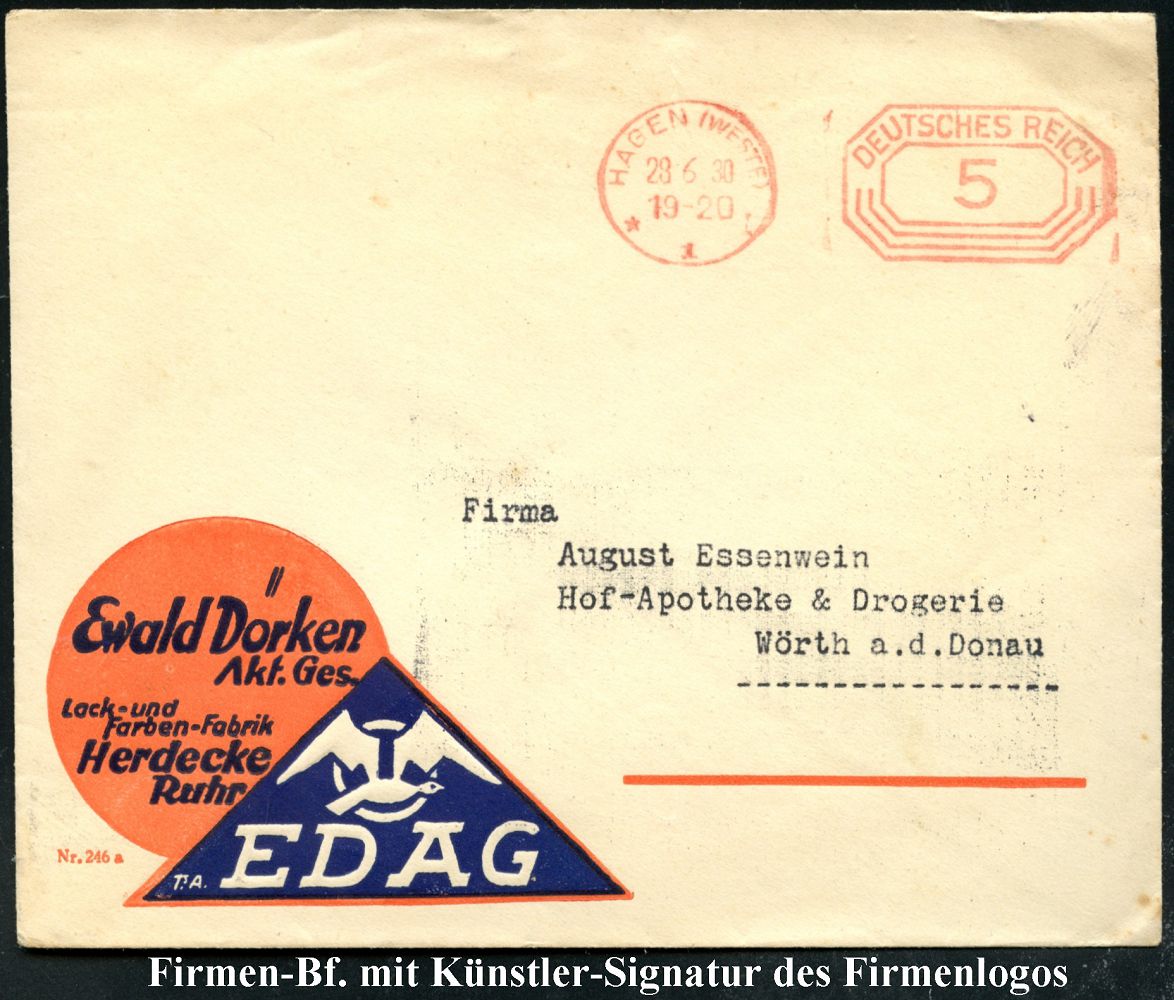 HAGEN (WESTF)
28 6 30
19-20
* 1
DEUTSCHES REICH
5
Firma
August Essenwein
Hof-Apotheke & Drogerie
Wörth a.d.Donau
Ewald Dörken
Akt. Ges.
Lack-und
Farben-Fabrik
Herdecke
Ruhr
Nr. 246 a
T.A. EDAG
Firmen-Bf. mit Künstler-Signatur des Firmenlogos